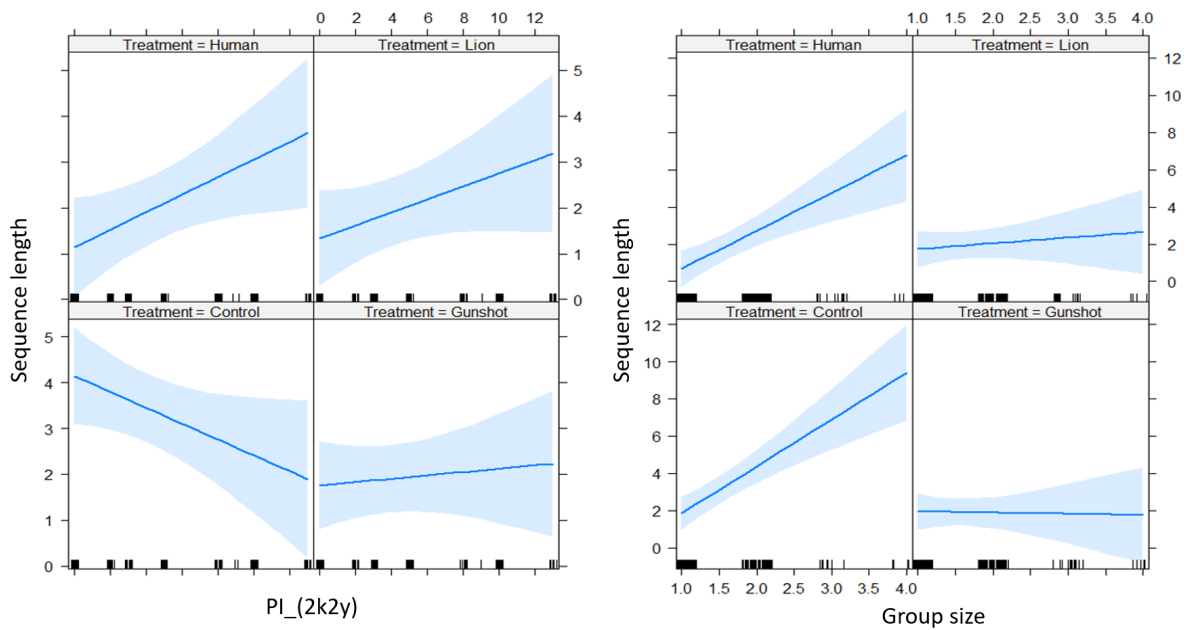 0 2 4 6 8 10 12
Treatment = Human Treatment = Lion
5
4
3
2
1
0
Treatment = Control Treatment = Gunshot
5
4
3
2
1
0
Sequence length
PI_(2k2y)
1.0 1.5 2.0 2.5 3.0 3.5 4.0
Treatment = Human Treatment = Lion
12
10
8
6
4
2
0
Treatment = Control Treatment = Gunshot
12
10
8
6
4
2
0
Sequence length
1.0 1.5 2.0 2.5 3.0 3.5 4.0
Group size